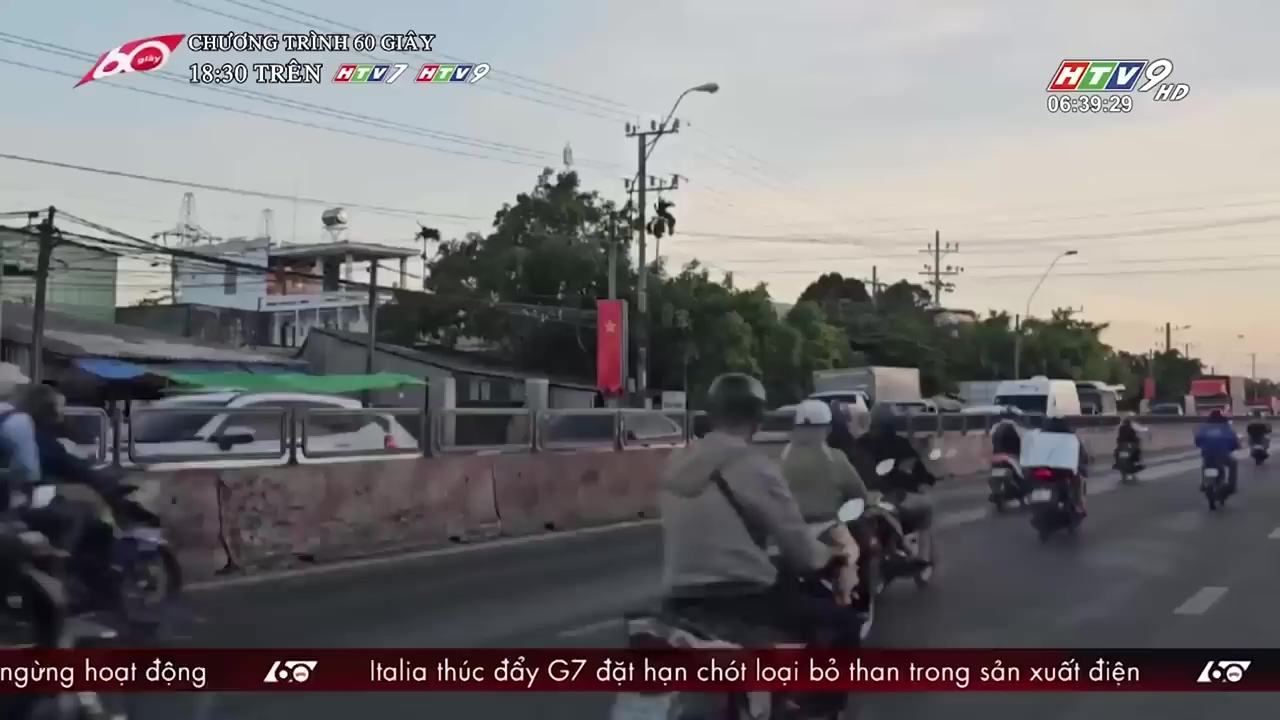 60 giây
CHƯƠNG TRÌNH 60 GIÂY
18:30 TRÊN HTV7 HTV9
HTV9 HD
06:39:29
ngừng hoạt động 60 Italia thúc đẩy G7 đặt hạn chót loại bỏ than trong sản xuất điện 60